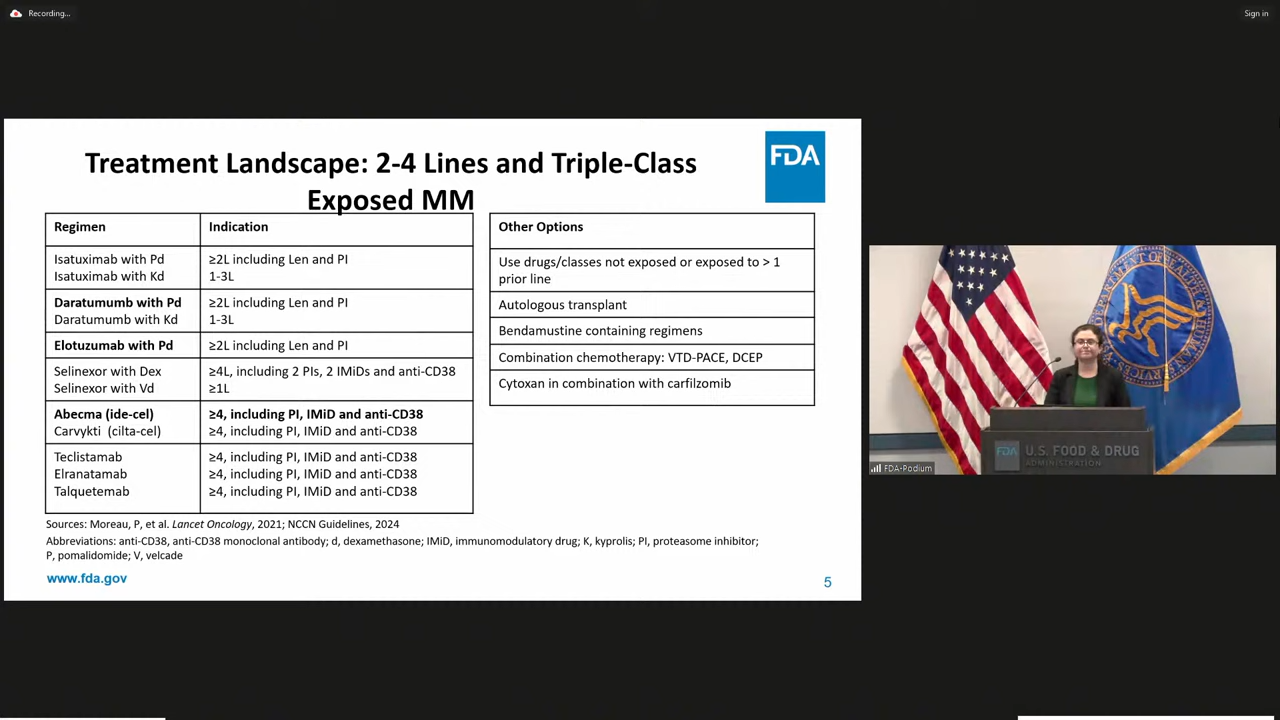 Recording...
Sign in
Treatment Landscape: 2-4 Lines and Triple-Class
Exposed MM
FDA
Regimen Indication
Isatuximab with Pd ≥2L including Len and PI
Isatuximab with Kd 1-3L
Daratumumb with Pd ≥2L including Len and PI
Daratumumb with Kd 1-3L
Elotuzumab with Pd ≥2L including Len and PI
Selinexor with Dex ≥4L, including 2 PIs, 2 IMiDs and anti-CD38
Selinexor with Vd ≥1L
Abecma (ide-cel) ≥4, including PI, IMiD and anti-CD38
Carvykti (cilta-cel) ≥4, including PI, IMiD and anti-CD38
Teclistamab ≥4, including PI, IMiD and anti-CD38
Elranatamab ≥4, including PI, IMiD and anti-CD38
Talquetemab ≥4, including PI, IMiD and anti-CD38
Other Options
Use drugs/classes not exposed or exposed to > 1
prior line
Autologous transplant
Bendamustine containing regimens
Combination chemotherapy: VTD-PACE, DCEP
Cytoxan in combination with carfilzomib
Sources: Moreau, P, et al. Lancet Oncology, 2021; NCCN Guidelines, 2024
Abbreviations: anti-CD38, anti-CD38 monoclonal antibody; d, dexamethasone; IMiD, immunomodulatory drug; K, kyprolis; PI, proteasome inhibitor;
P, pomalidomide; V, velcade
www.fda.gov
5
DEPARTMENT OF HEALTH & HUMAN SERVICES
FDA U.S. FOOD & DRUG
ADMINISTRATION
FDA-Podium